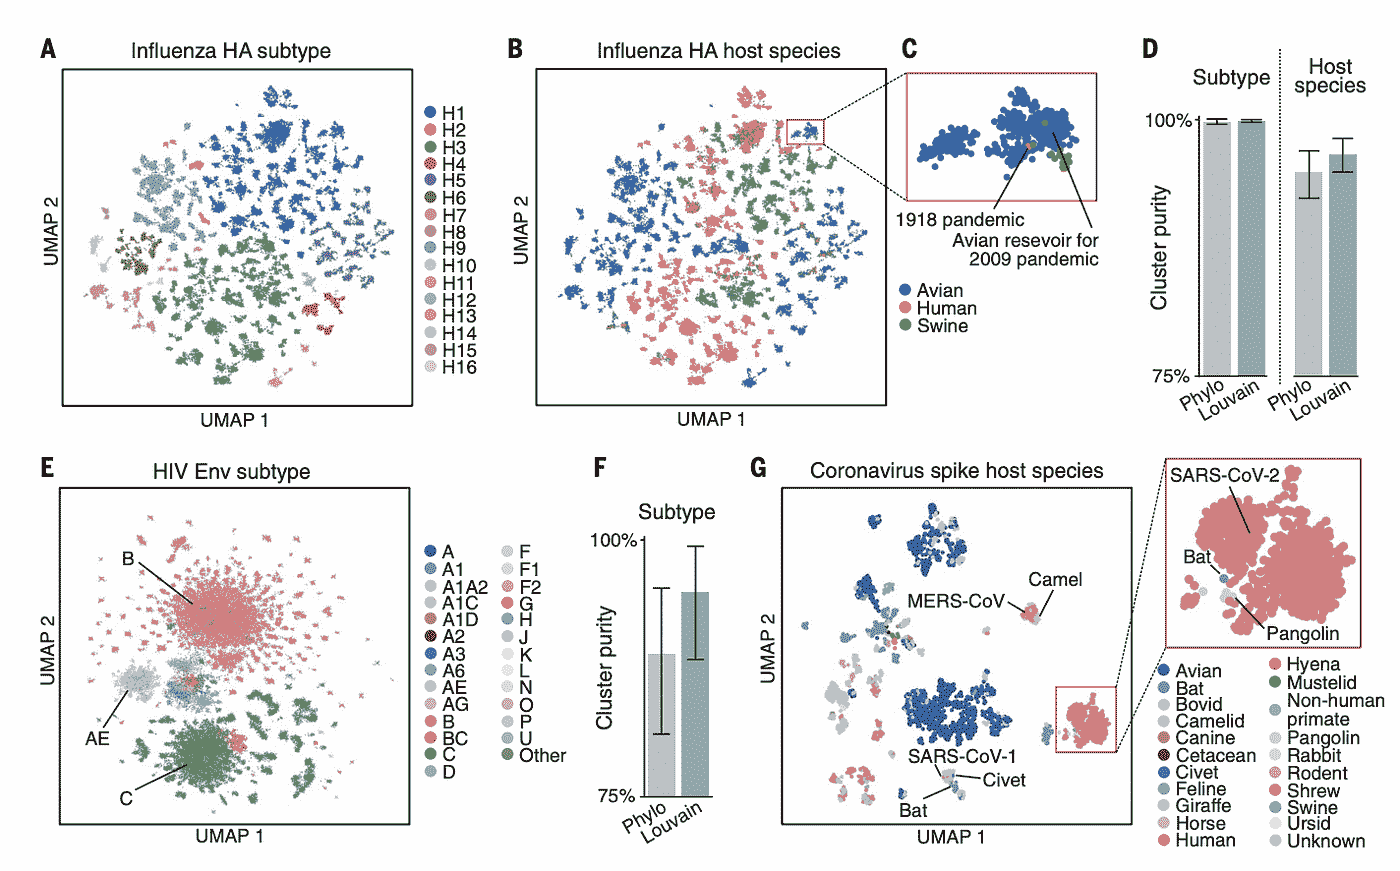 A
Influenza HA subtype
UMAP 2
UMAP 1
H1
H2
H3
H4
H5
H6
H7
H8
H9
H10
H11
H12
H13
H14
H15
H16
B
Influenza HA host species
UMAP 2
UMAP 1
C
1918 pandemic
Avian resevoir for
2009 pandemic
Avian
Human
Swine
D
Subtype
Host
species
100%
Cluster purity
75%
Phylo
Louvain
Phylo
Louvain
E
HIV Env subtype
UMAP 2
UMAP 1
B
AE
C
A
A1
A1A2
A1C
A1D
A2
A3
A6
AE
AG
B
BC
C
D
F
F1
F2
G
H
J
K
L
N
O
P
U
Other
F
Subtype
100%
Cluster purity
75%
Phylo
Louvain
G
Coronavirus spike host species
UMAP 2
UMAP 1
MERS-CoV
Camel
SARS-CoV-1
Civet
Bat
SARS-CoV-2
Bat
Pangolin
Avian
Bat
Bovid
Camelid
Canine
Cetacean
Civet
Feline
Giraffe
Horse
Human
Hyena
Mustelid
Non-human
primate
Pangolin
Rabbit
Rodent
Shrew
Swine
Ursid
Unknown